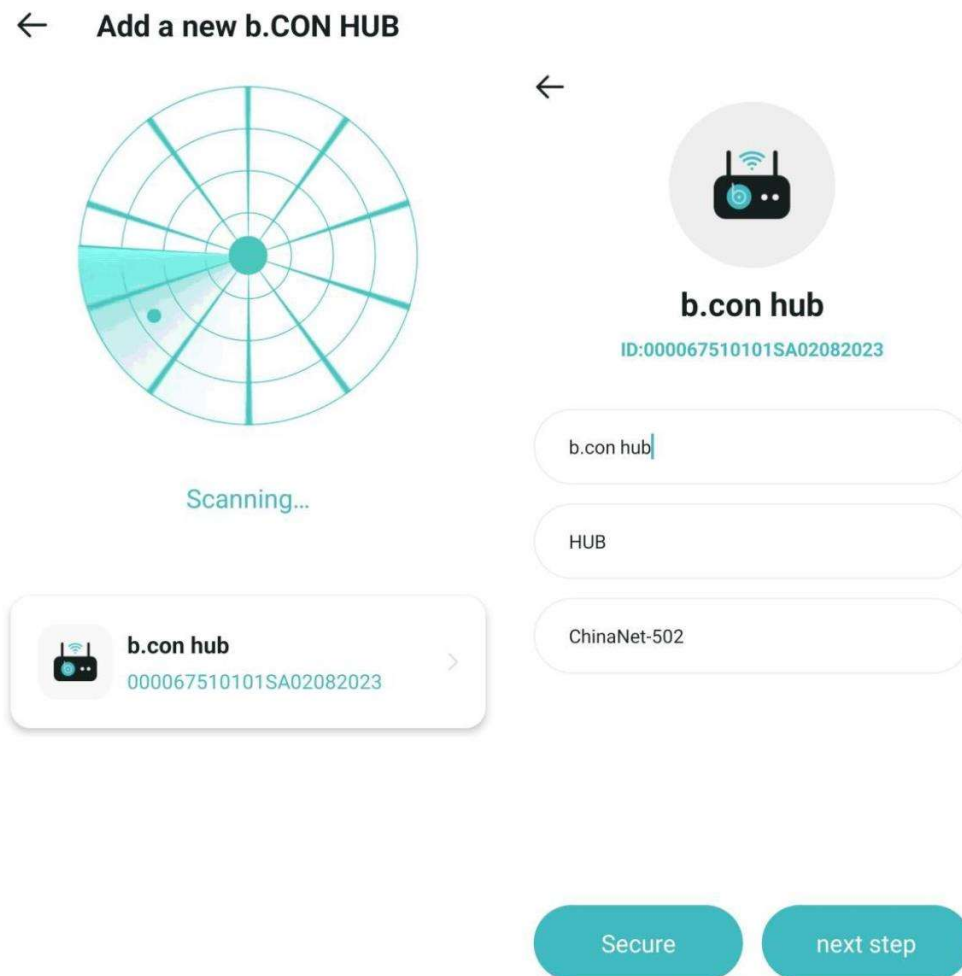 Add a new b.CON HUB
Scanning...
b.con hub
000067510101SA02082023
b.con hub
ID:000067510101SA02082023
b.con hub
HUB
ChinaNet-502
Secure
next step